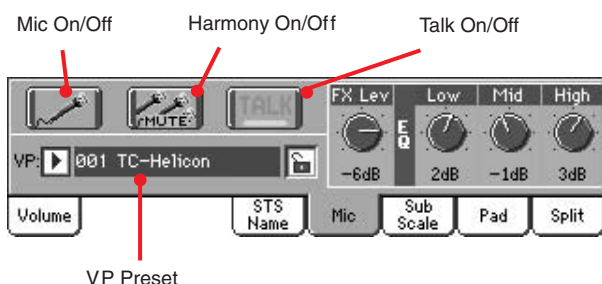 Mic On/Off
Harmony On/Off
Talk On/Off
MUTE
TALK
FX Lev
EQ
Low
Mid
High
-6dB
2dB
-1dB
3dB
VP: 001 TC-Helicon
Volume
STS Name
Mic
Sub Scale
Pad
Split
VP Preset